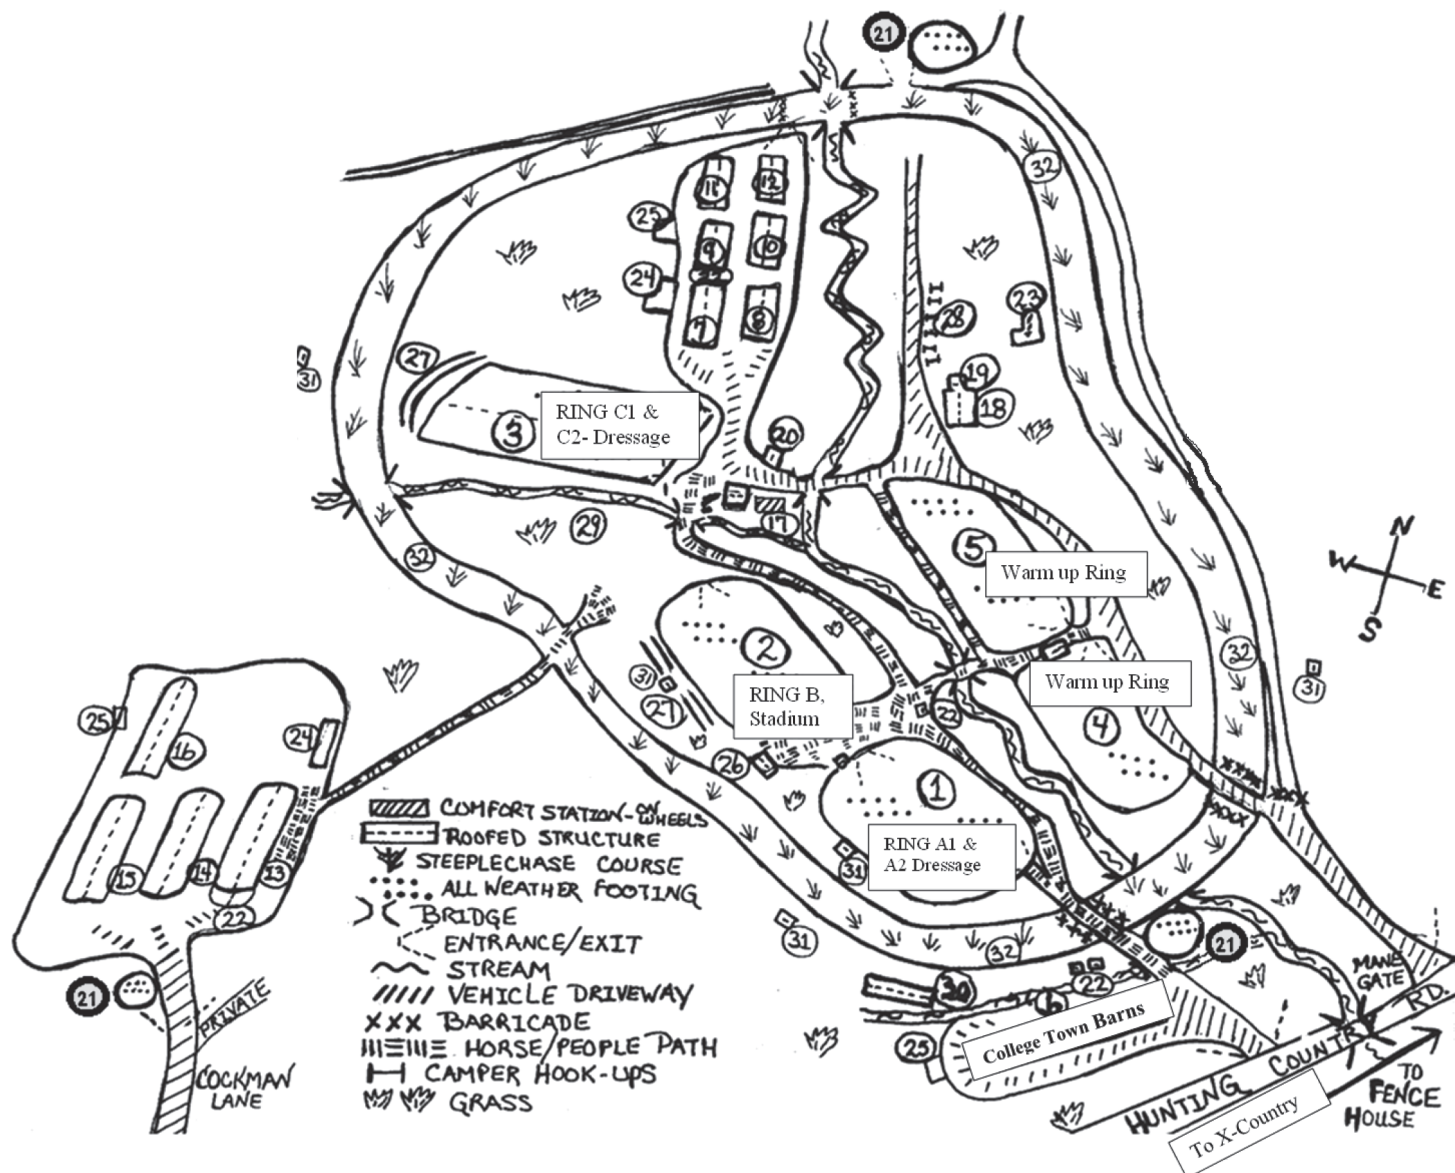 21
32
11
12
25
9
10
24
23
7
8
28
27
31
19
18
3
RING C1 &
C2- Dressage
20
17
29
5
Warm up Ring
N
W
E
S
32
2
32
31
27
RING B,
Stadium
Warm up Ring
31
22
4
25
16
24
26
1
15
14
13
22
RING A1 &
A2 Dressage
31
31
32
21
COMFORT STATION-ON
WHEELS
ROOFED STRUCTURE
STEEPLECHASE COURSE
ALL WEATHER FOOTING
BRIDGE
ENTRANCE/EXIT
STREAM
VEHICLE DRIVEWAY
XXX BARRICADE
HORSE/PEOPLE PATH
CAMPER HOOK-UPS
GRASS
21
PRIVATE
COCKMAN
LANE
30
22
6
College Town Barns
25
MANE
GATE
HUNTING COUNTRY RD.
To X-Country
TO
FENCE
HOUSE